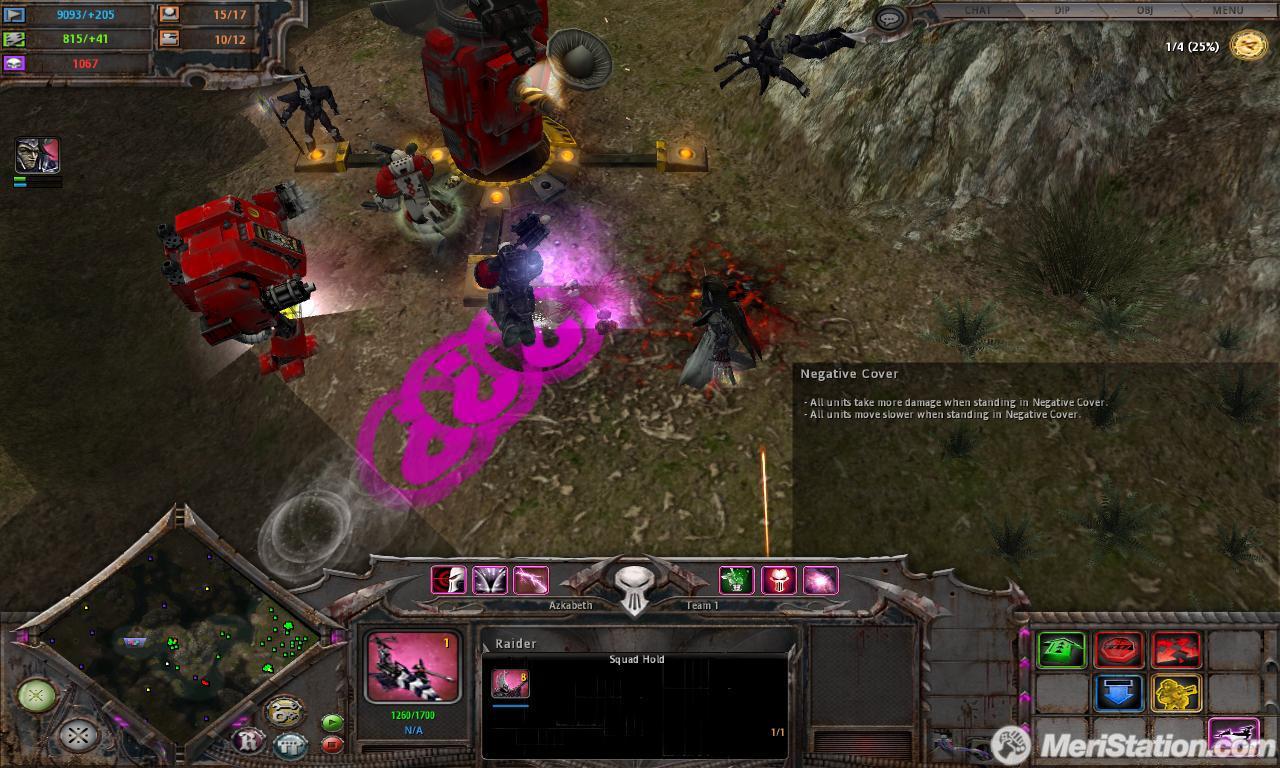 9093/+205
15/17
815/+41
10/12
1067
CHAT
DIP
OBJ
MENU
1/4 (25%)
Negative Cover
- All units take more damage when standing in Negative Cover.
- All units move slower when standing in Negative Cover.
Azkabeth
Team 1
1
1260/1700
N/A
Raider
Squad Hold
8
1/1
R
MeriStation.com